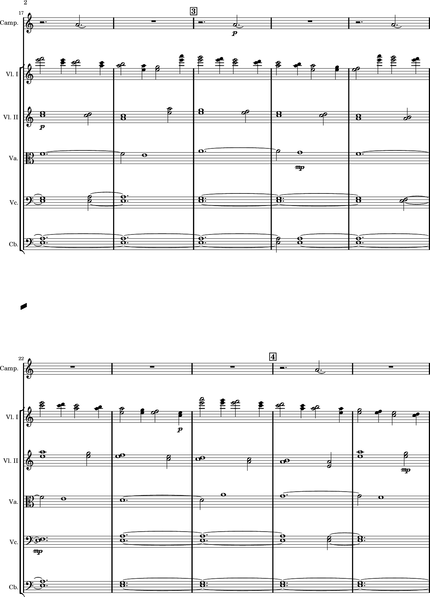 2
17
3
Camp.
p
Vl. I
Vl. II
p
Va.
mp
Vc.
Cb.
22
4
Camp.
Vl. I
p
Vl. II
mp
Va.
Vc.
mp
Cb.